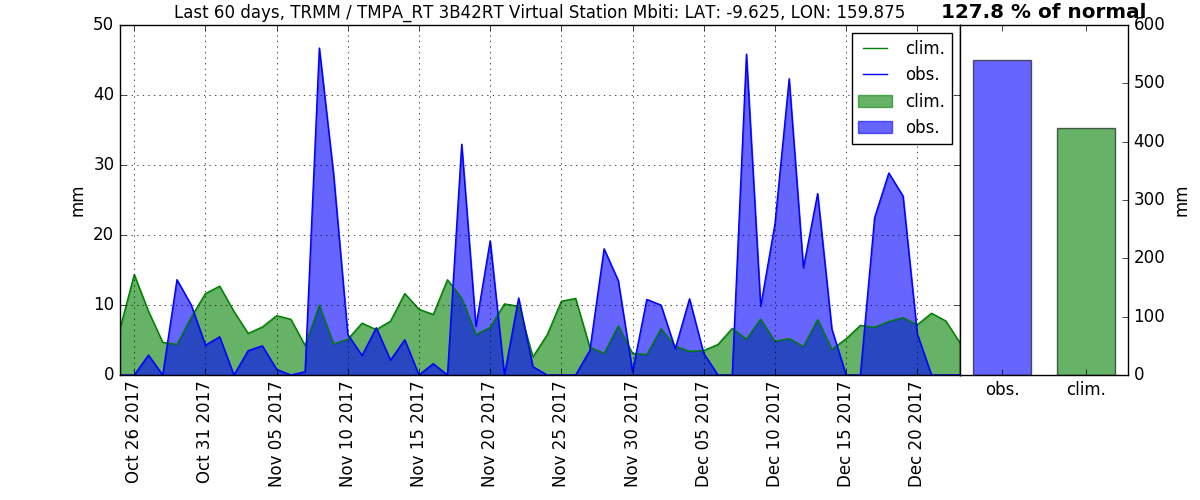 Last 60 days, TRMM / TMPA_RT 3B42RT Virtual Station Mbiti: LAT: -9.625, LON: 159.875
127.8 % of normal
50
40
30
20
10
0
mm
clim.
obs.
clim.
obs.
Oct 26 2017
Oct 31 2017
Nov 05 2017
Nov 10 2017
Nov 15 2017
Nov 20 2017
Nov 25 2017
Nov 30 2017
Dec 05 2017
Dec 10 2017
Dec 15 2017
Dec 20 2017
600
500
400
300
200
100
0
mm
obs.
clim.